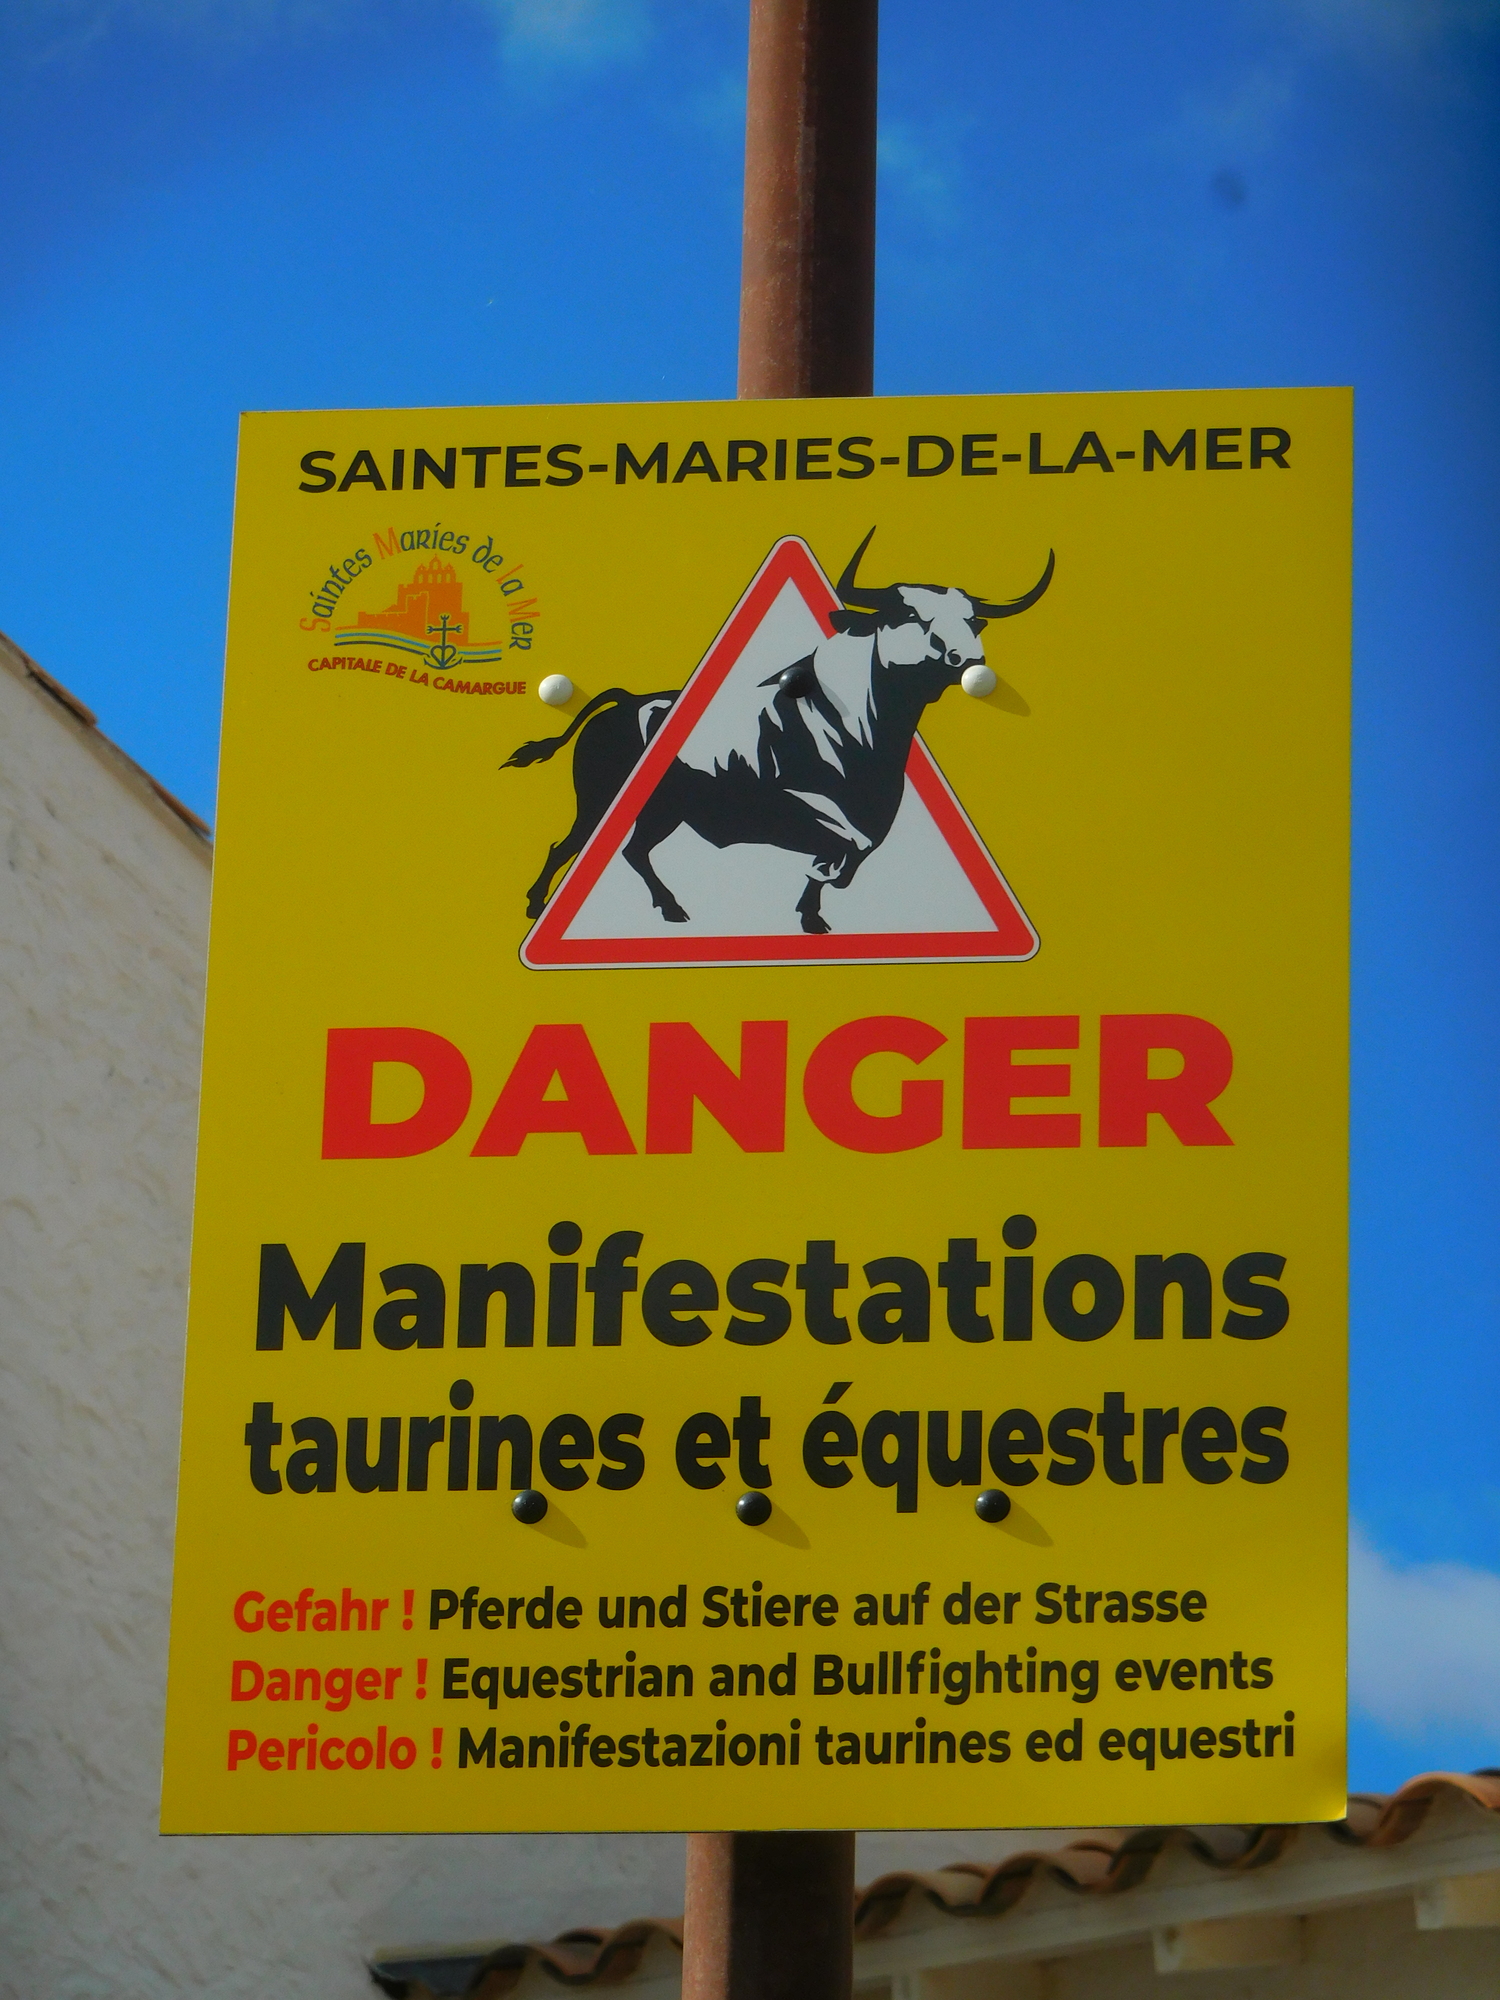 SAINTES-MARIES-DE-LA-MER
Saintes Maries de la Mer
CAPITALE DE LA CAMARGUE
DANGER
Manifestations
taurines et équestres
Gefahr ! Pferde und Stiere auf der Strasse
Danger ! Equestrian and Bullfighting events
Pericolo ! Manifestazioni taurines ed equestri